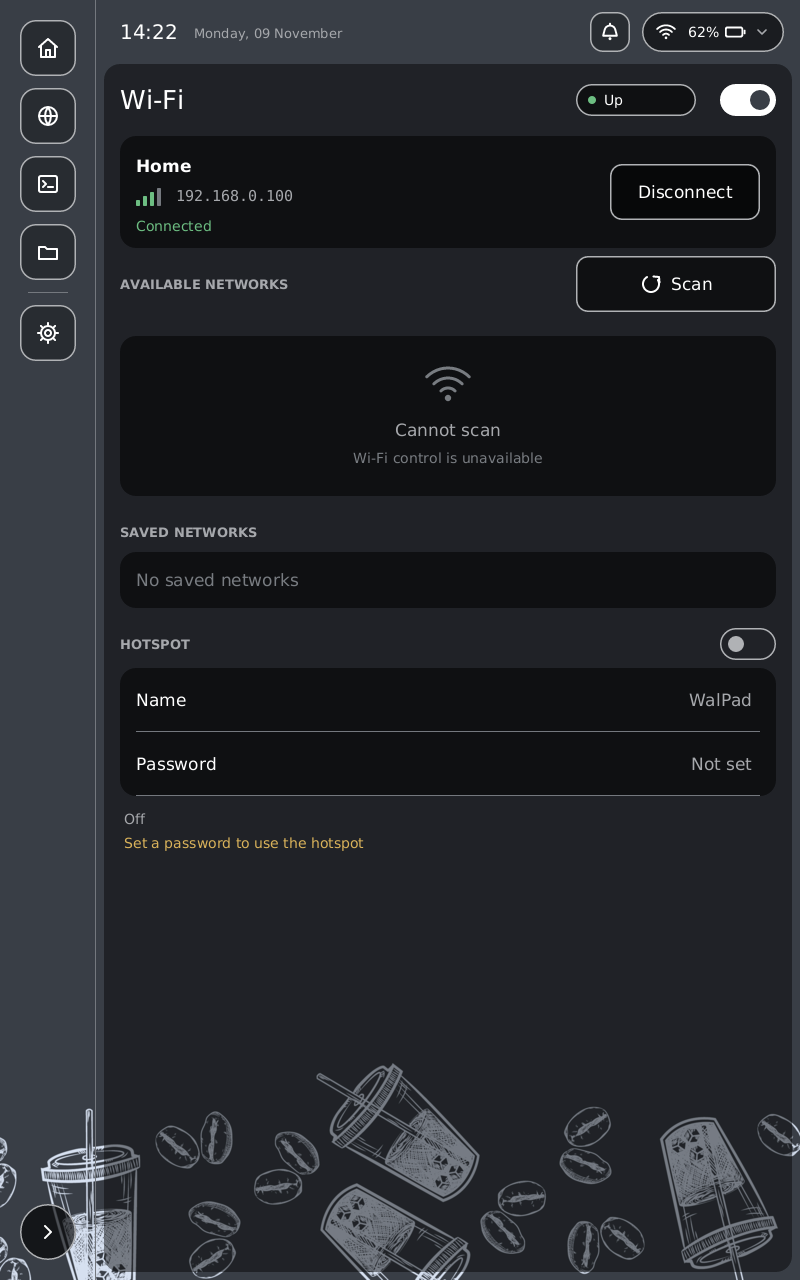 14:22 Monday, 09 November
62%
Wi-Fi
Up
Home
192.168.0.100
Connected
Disconnect
AVAILABLE NETWORKS
Scan
Cannot scan
Wi-Fi control is unavailable
SAVED NETWORKS
No saved networks
HOTSPOT
Name WalPad
Password Not set
Off
Set a password to use the hotspot